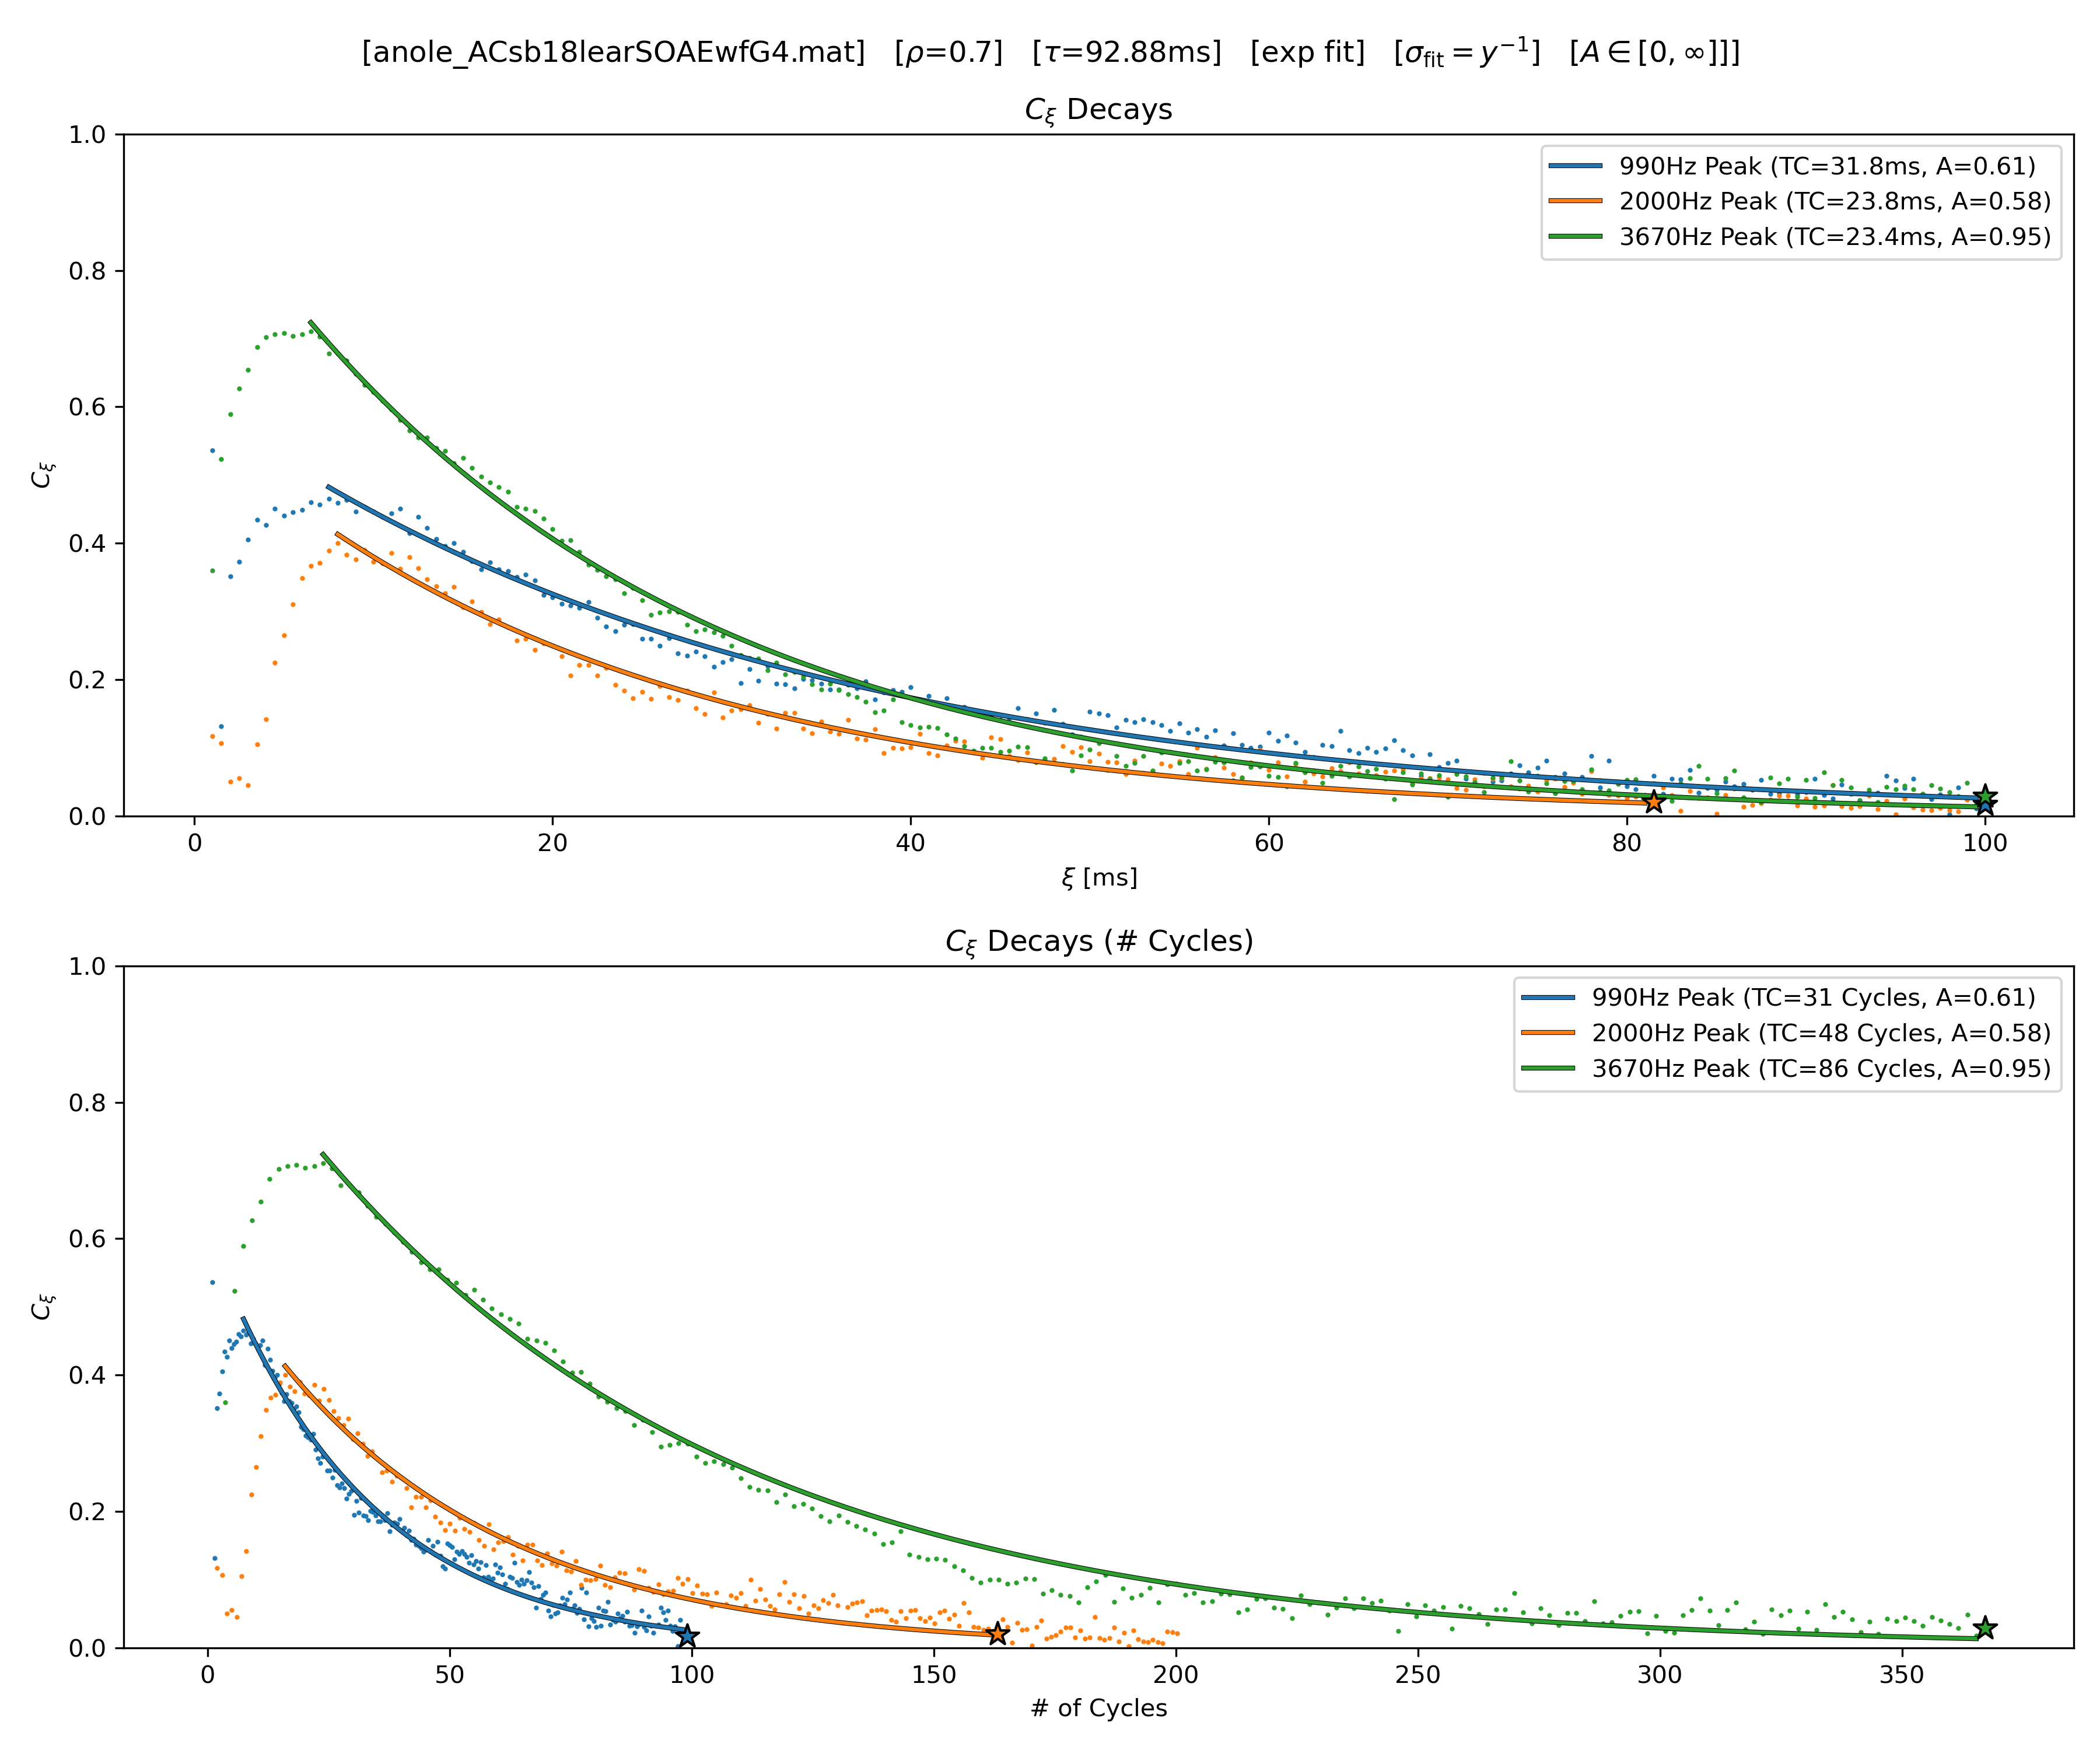 [anole_ACsb18learSOAEwfG4.mat] [ρ=0.7] [τ=92.88ms] [exp fit] [σ_fit = y⁻¹] [A ∈ [0, ∞]]]
C_ξ Decays
1.0
0.8
0.6
0.4
0.2
0.0
C_ξ
990Hz Peak (TC=31.8ms, A=0.61)
2000Hz Peak (TC=23.8ms, A=0.58)
3670Hz Peak (TC=23.4ms, A=0.95)
0 20 40 60 80 100
ξ [ms]
C_ξ Decays (# Cycles)
1.0
0.8
0.6
0.4
0.2
0.0
C_ξ
990Hz Peak (TC=31 Cycles, A=0.61)
2000Hz Peak (TC=48 Cycles, A=0.58)
3670Hz Peak (TC=86 Cycles, A=0.95)
0 50 100 150 200 250 300 350
# of Cycles